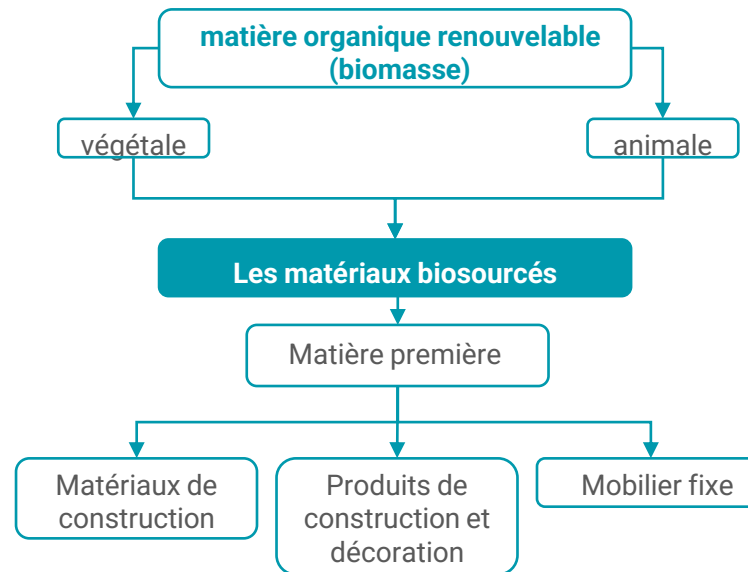 matière organique renouvelable
(biomasse)
végétale
animale
Les matériaux biosourcés
Matière première
Matériaux de
construction
Produits de
construction et
décoration
Mobilier fixe